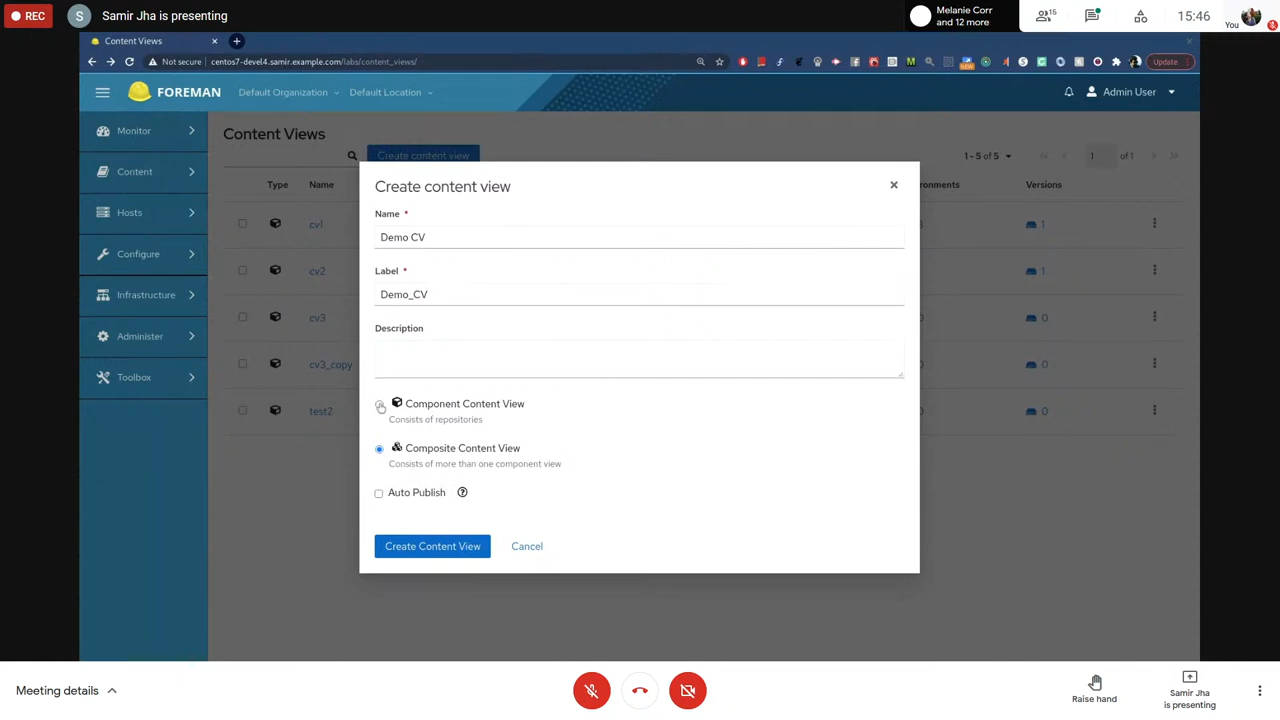 REC
S
Samir Jha is presenting
Melanie Corr
and 12 more
15
15:46
You
Content Views
Not secure
centos7-devel4.samir.example.com/labs/content_views/
M
NEW
Update
FOREMAN
Default Organization
Default Location
Admin User
Monitor
Content
Hosts
Configure
Infrastructure
Administer
Toolbox
Content Views
Create content view
1 - 5 of 5
1
of 1
Type
Name
ronments
Versions
cv1
1
cv2
1
cv3
0
cv3_copy
0
test2
0
Create content view
Name *
Demo CV
Label *
Demo_CV
Description
Component Content View
Consists of repositories
Composite Content View
Consists of more than one component view
Auto Publish
Create Content View
Cancel
Meeting details
Raise hand
Samir Jha
is presenting